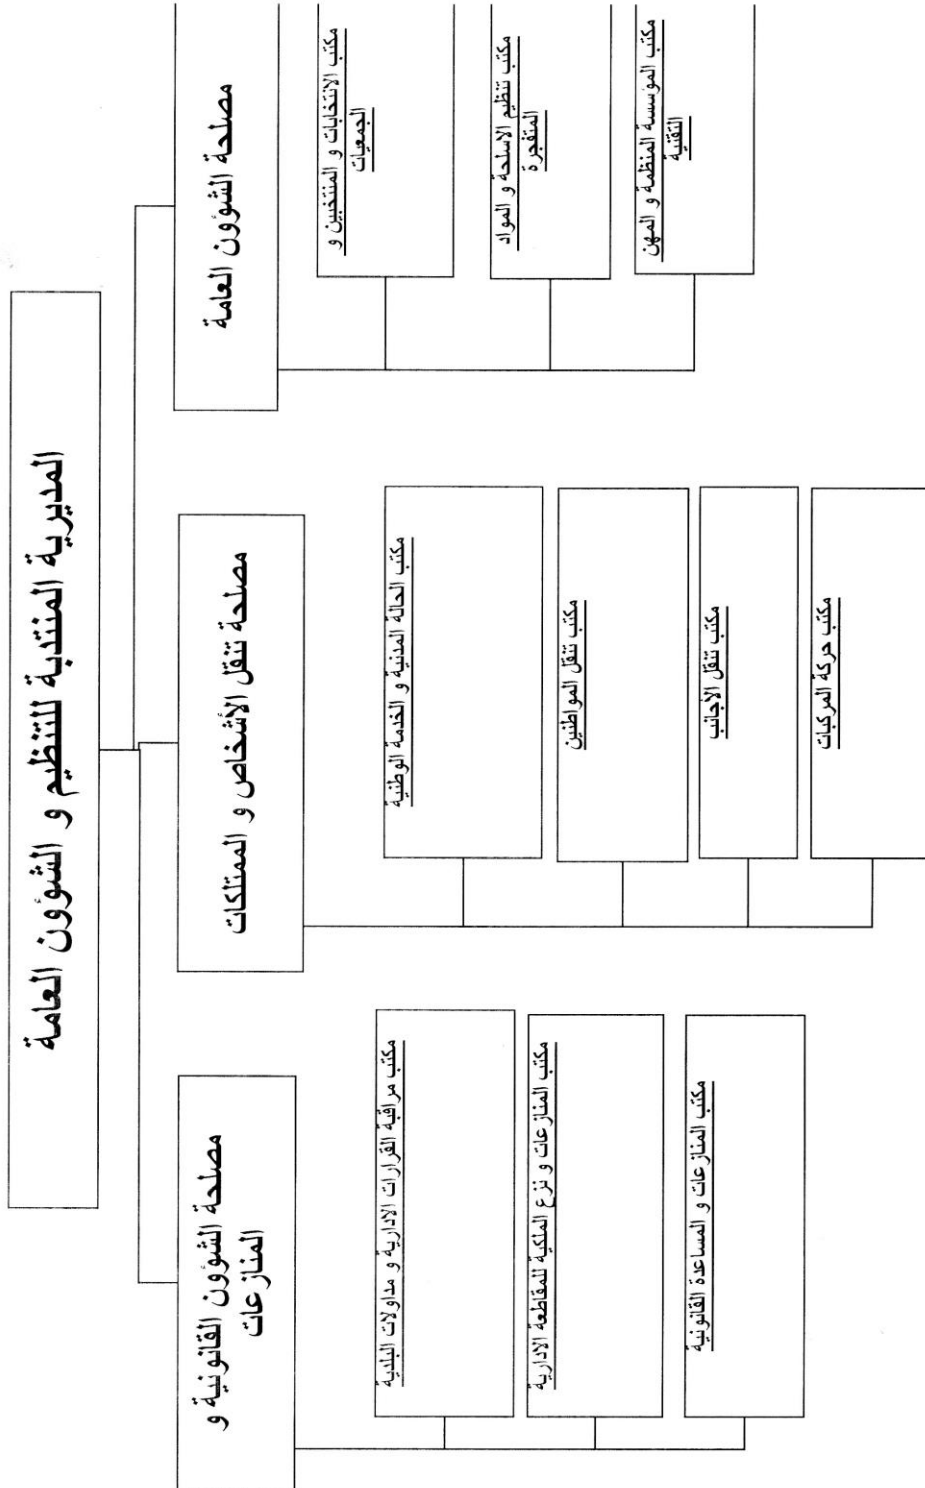 المديرية المنتدبة للتنظيم و الشؤون العامة
مصلحة الشؤون العامة
مكتب الانتخابات و المنتخبين و
الجمعيات
مكتب تنظيم الاسلحة و المواد
المتفجرة
مكتب المؤسسة المنظمة و المهن
التقنية
مصلحة تنقل الأشخاص و الممتلكات
مكتب الحالة المدنية و الخدمة الوطنية
مكتب تنقل المواطنين
مكتب تنقل الأجانب
مكتب حركة المركبات
مصلحة الشؤون القانونية و
المنازعات
مكتب مراقبة القرارات الادارية و مداولات البلدية
مكتب المنازعات و نزع الملكية للمقاطعة الادارية
مكتب المنازعات و المساعدة القانونية